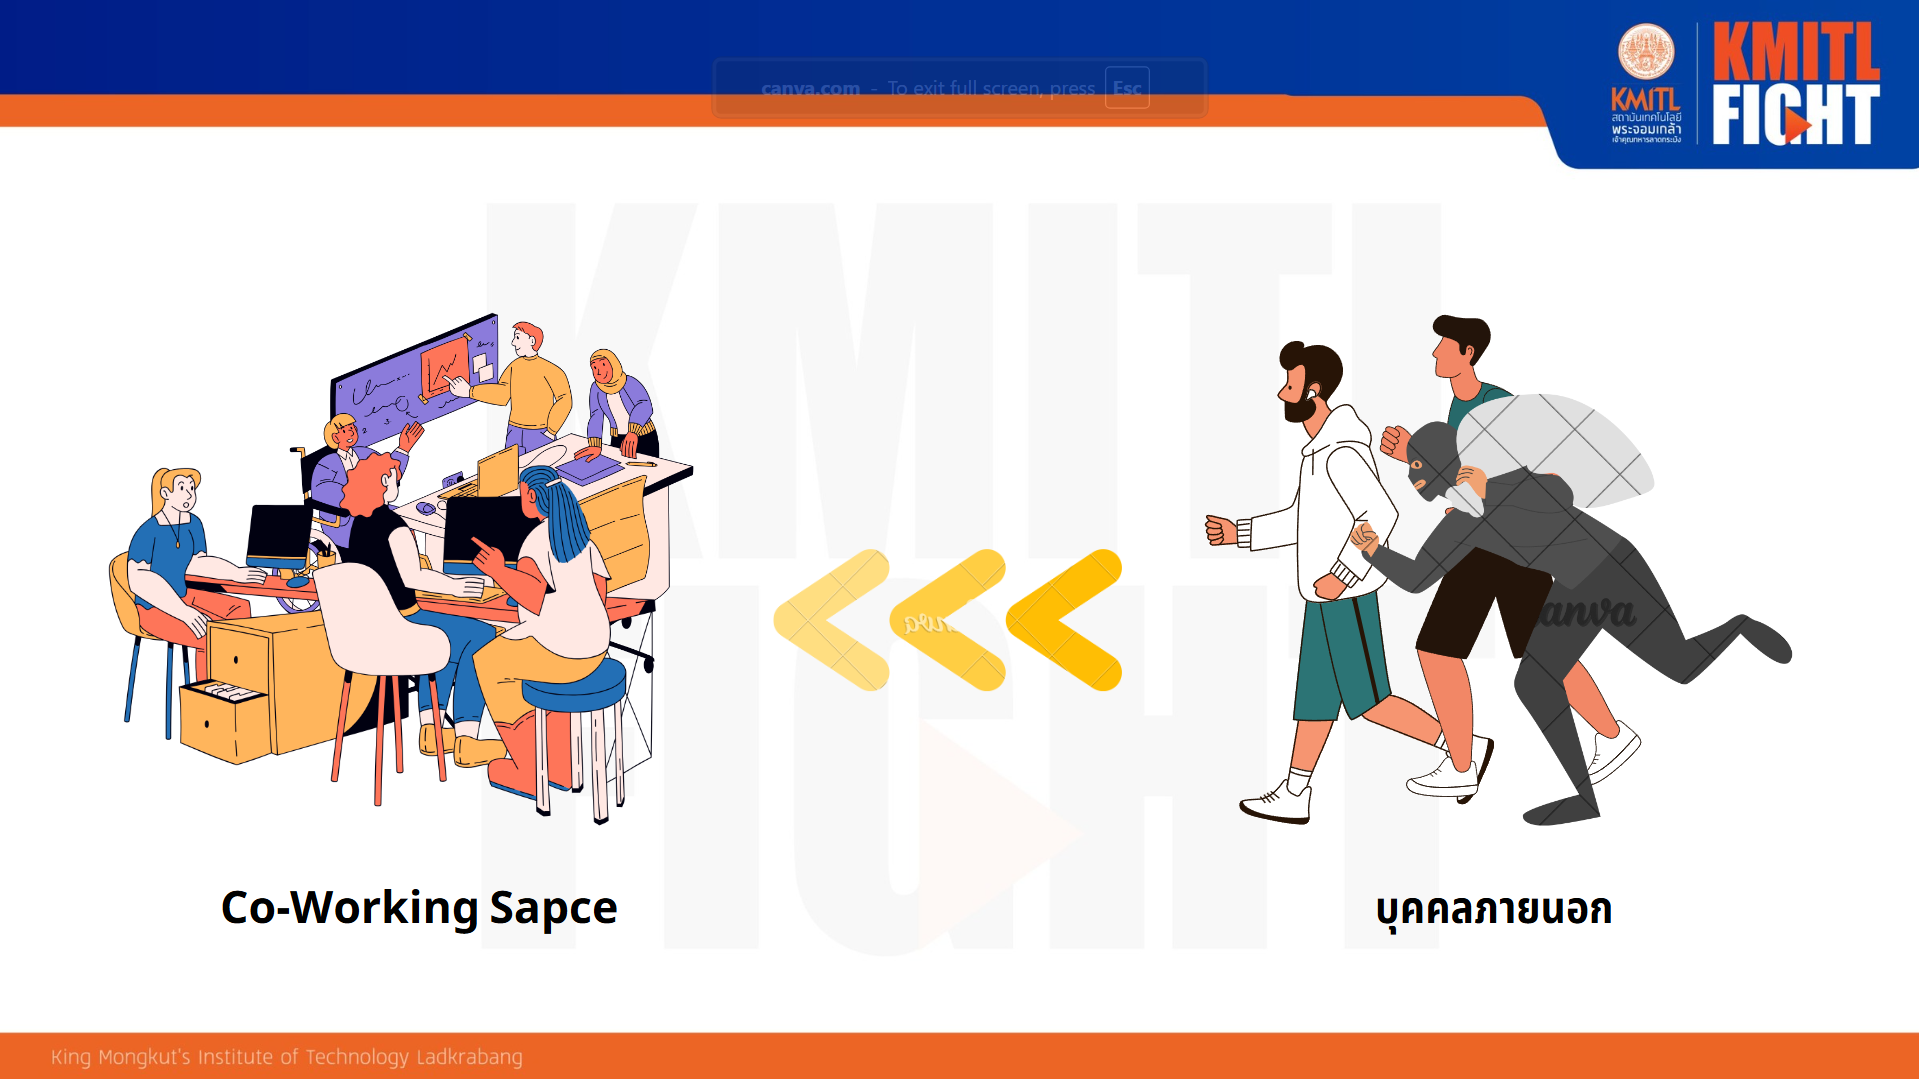 canva.com - To exit full screen, press Esc
KMITL
สถาบันเทคโนโลยี
พระจอมเกล้า
เจ้าคุณทหารลาดกระบัง
KMITL
FIGHT
KMITL
FIGHT
Co-Working Sapce
บุคคลภายนอก
King Mongkut's Institute of Technology Ladkrabang